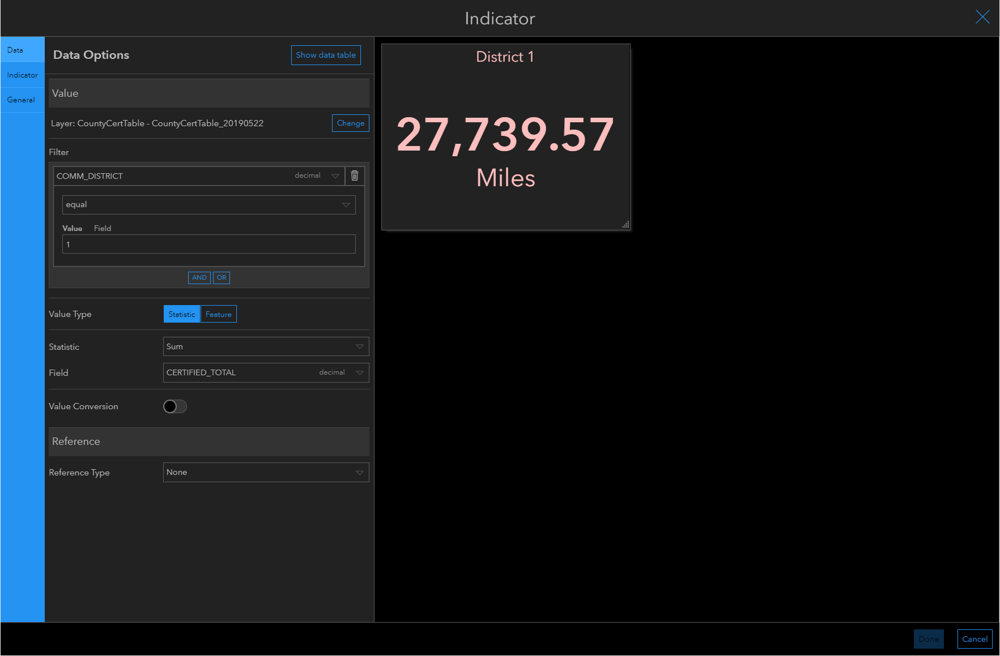 Indicator
Data
Indicator
General
Data Options
Show data table
Value
Layer: CountyCertTable - CountyCertTable_20190522
Change
Filter
COMM_DISTRICT decimal
equal
Value Field
1
AND OR
Value Type Statistic Feature
Statistic Sum
Field CERTIFIED_TOTAL decimal
Value Conversion
Reference
Reference Type None
District 1
27,739.57
Miles
Done Cancel